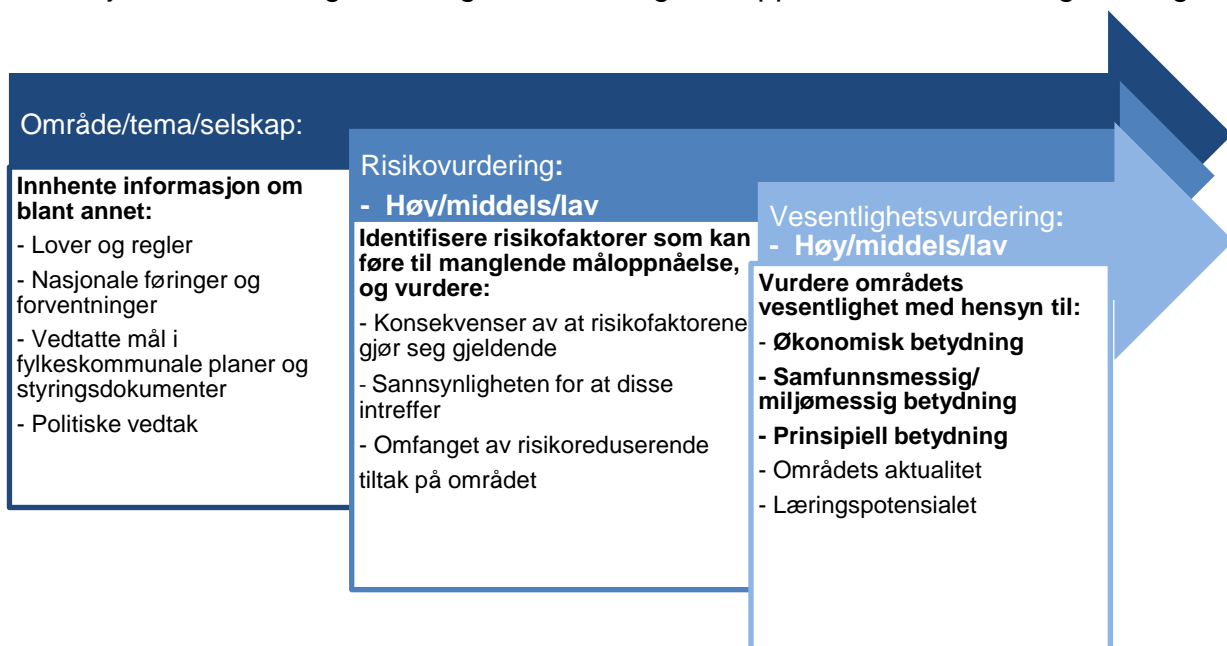 Område/tema/selskap:
Innhente informasjon om
blant annet:
- Lover og regler
- Nasjonale føringer og
forventninger
- Vedtatte mål i
fylkeskommunale planer og
styringsdokumenter
- Politiske vedtak
Risikovurdering:
- Høy/middels/lav
Identifisere risikofaktorer som kan
føre til manglende måloppnåelse,
og vurdere:
- Konsekvenser av at risikofaktorene
gjør seg gjeldende
- Sannsynligheten for at disse
intreffer
- Omfanget av risikoreduserende
tiltak på området
Vesentlighetsvurdering:
- Høy/middels/lav
Vurdere områdets
vesentlighet med hensyn til:
- Økonomisk betydning
- Samfunnsmessig/
miljømessig betydning
- Prinsipiell betydning
- Områdets aktualitet
- Læringspotensialet